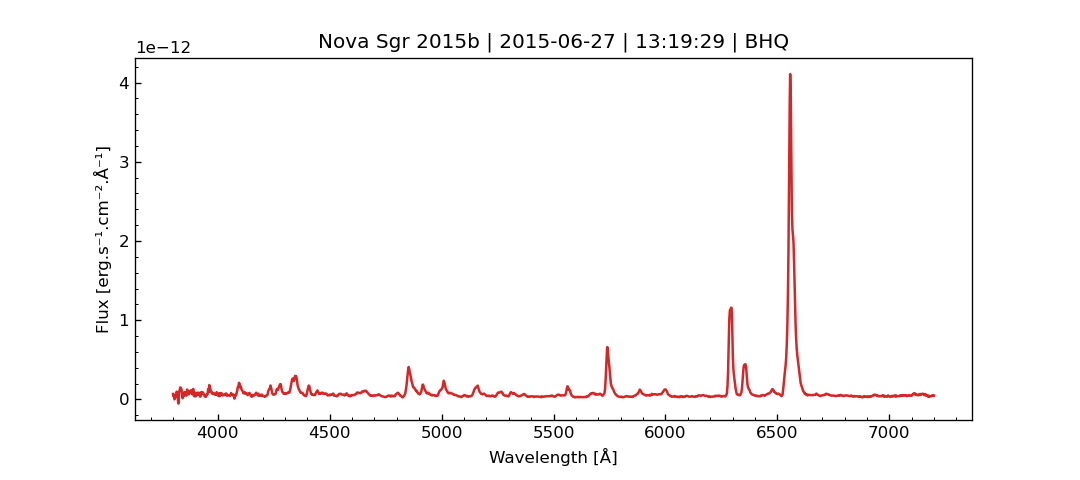 Nova Sgr 2015b | 2015-06-27 | 13:19:29 | BHQ
1e−12
4
3
2
1
0
Flux [erg.s⁻¹.cm⁻².Å⁻¹]
4000 4500 5000 5500 6000 6500 7000
Wavelength [Å]